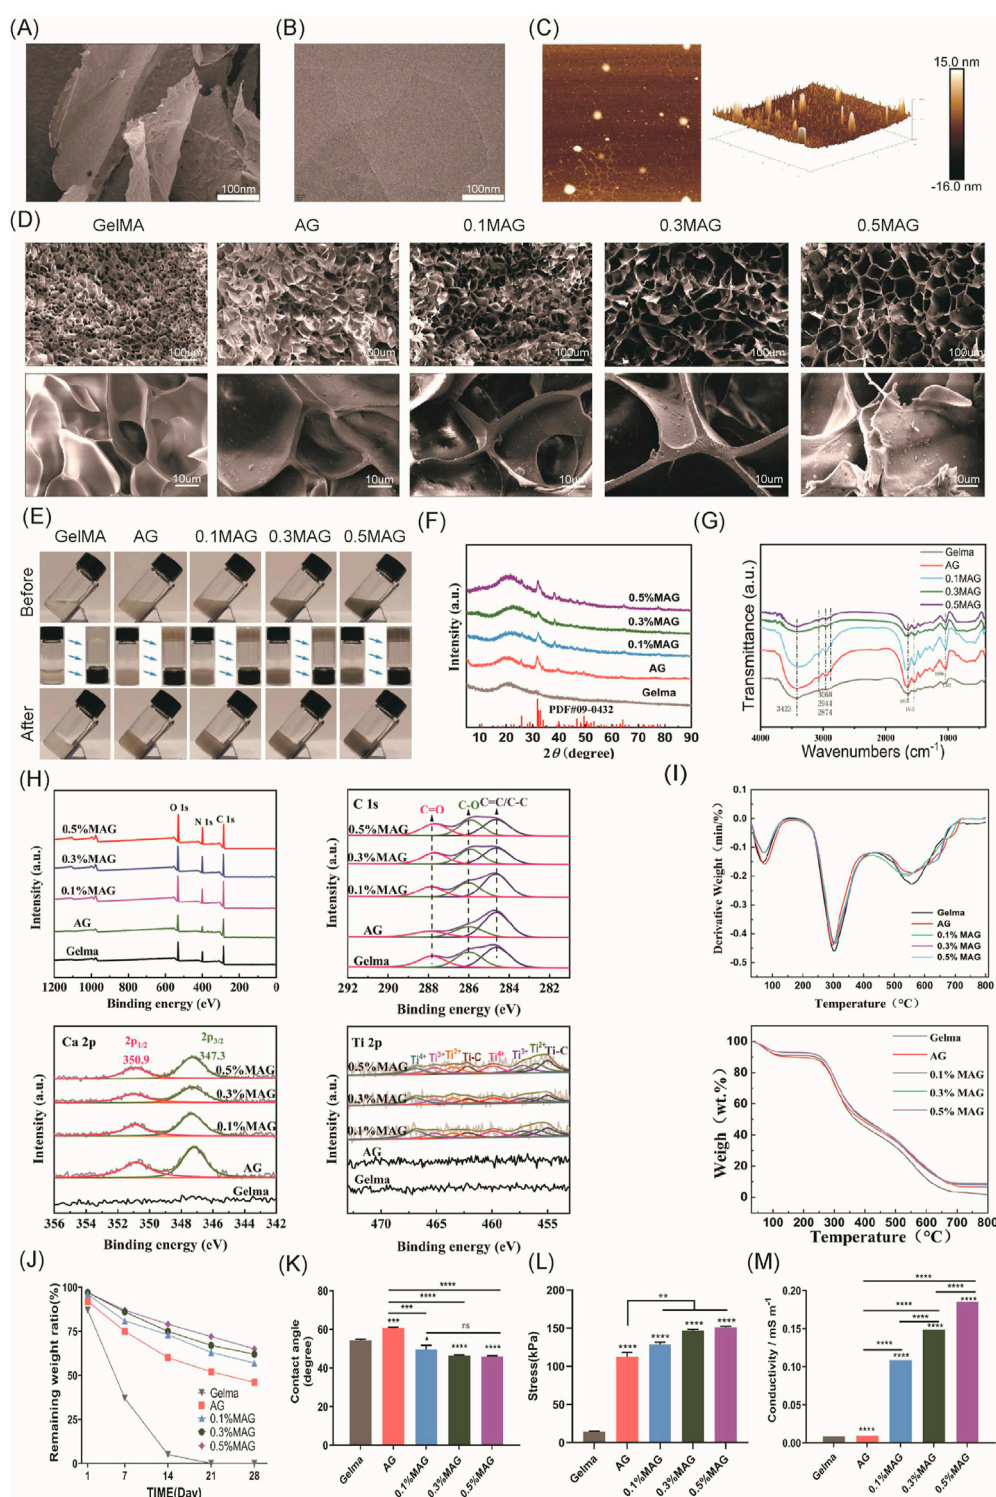 (A)
100nm
(B)
100nm
(C)
15.0 nm
-16.0 nm
(D)
GelMA
AG
0.1MAG
0.3MAG
0.5MAG
100um
100um
100um
100um
100um
10um
10um
10um
10um
10um
(E)
GelMA
AG
0.1MAG
0.3MAG
0.5MAG
Before
After
(F)
Intensity (a.u.)
0.5%MAG
0.3%MAG
0.1%MAG
AG
Gelma
PDF#09-0432
10 20 30 40 50 60 70 80 90
2θ (degree)
(G)
Transmittance (a.u.)
Gelma
AG
0.1MAG
0.3MAG
0.5MAG
3423
3068
2944
2874
4000 3000 2000 1000
Wavenumbers (cm-1)
(H)
Intensity (a.u.)
O 1s
N 1s
C 1s
0.5%MAG
0.3%MAG
0.1%MAG
AG
Gelma
1200 1000 800 600 400 200 0
Binding energy (eV)
C 1s
C=O
C-O
C=C/C-C
Intensity (a.u.)
0.5%MAG
0.3%MAG
0.1%MAG
AG
Gelma
292 290 288 286 284 282
Binding energy (eV)
Ca 2p
2p1/2
350.9
2p3/2
347.3
Intensity (a.u.)
0.5%MAG
0.3%MAG
0.1%MAG
AG
Gelma
356 354 352 350 348 346 344 342
Binding energy (eV)
Ti 2p
Ti4+ Ti3+ Ti2+ Ti-C Ti4+ Ti3+ Ti2+ Ti-C
Intensity (a.u.)
0.5%MAG
0.3%MAG
0.1%MAG
AG
Gelma
470 465 460 455
Binding energy (eV)
(I)
Derivative Weight（min/%）
0.1
0.0
-0.1
-0.2
-0.3
-0.4
-0.5
Gelma
AG
0.1% MAG
0.3% MAG
0.5% MAG
100 200 300 400 500 600 700 800
Temperature（°C）
Weigh（wt.%）
100
80
60
40
20
0
Gelma
AG
0.1% MAG
0.3% MAG
0.5% MAG
0 100 200 300 400 500 600 700 800
Temperature（°C）
(J)
Remaining weight ratio(%)
100
75
50
25
0
Gelma
AG
0.1%MAG
0.3%MAG
0.5%MAG
1 7 14 21 28
TIME(Day)
(K)
Contact angle
(degree)
80
60
40
20
0
****
****
***
***
*
ns
****
****
Gelma
AG
0.1%MAG
0.3%MAG
0.5%MAG
(L)
Stress(kPa)
200
150
100
50
0
**
****
****
****
****
Gelma
AG
0.1%MAG
0.3%MAG
0.5%MAG
(M)
Conductivity / mS m-1
0.20
0.15
0.10
0.05
0.00
****
****
****
****
****
****
****
****
****
Gelma
AG
0.1%MAG
0.3%MAG
0.5%MAG